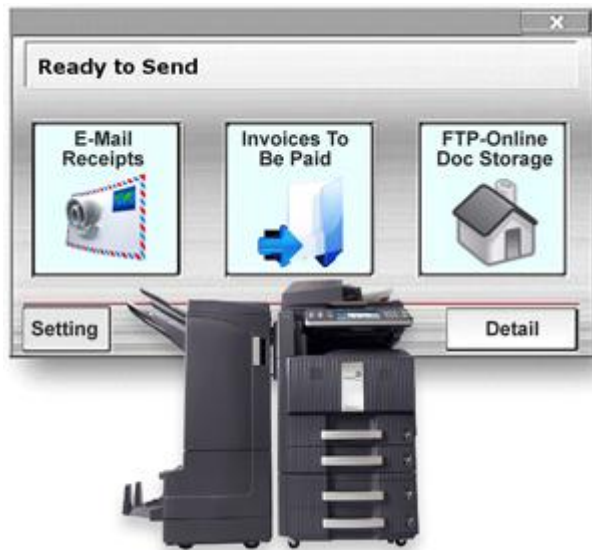 Ready to Send
E-Mail
Receipts
Invoices To
Be Paid
FTP-Online
Doc Storage
Setting
Detail